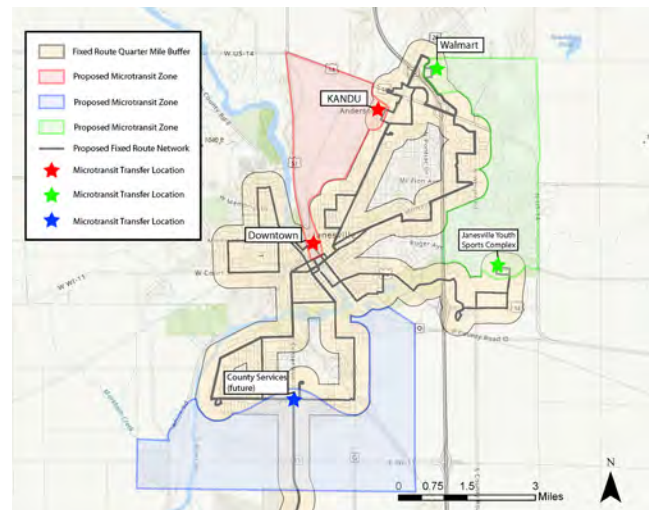 Fixed Route Quarter Mile Buffer
Proposed Microtransit Zone
Proposed Microtransit Zone
Proposed Microtransit Zone
Proposed Fixed Route Network
Microtransit Transfer Location
Microtransit Transfer Location
Microtransit Transfer Location
W US-14
Walmart
KANDU
Downtown
Janesville Youth
Sports Complex
County Services
(future)
N
0 0.75 1.5 3
Miles